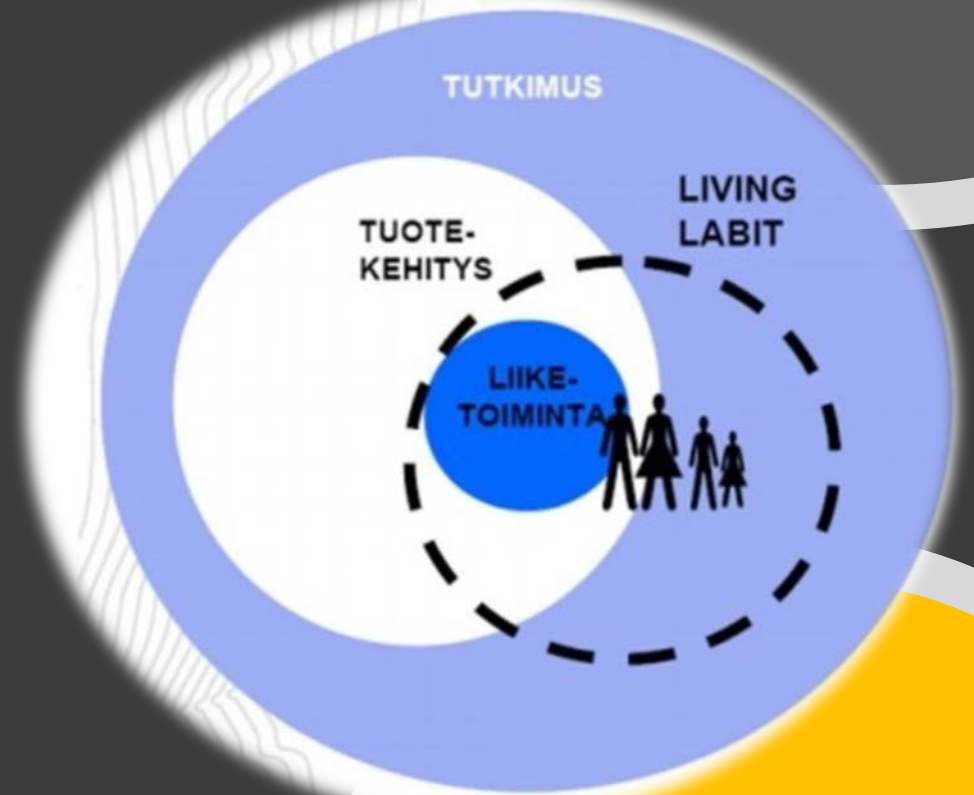 TUTKIMUS
LIVING
LABIT
TUOTE-
KEHITYS
LIIKE-
TOIMINTA